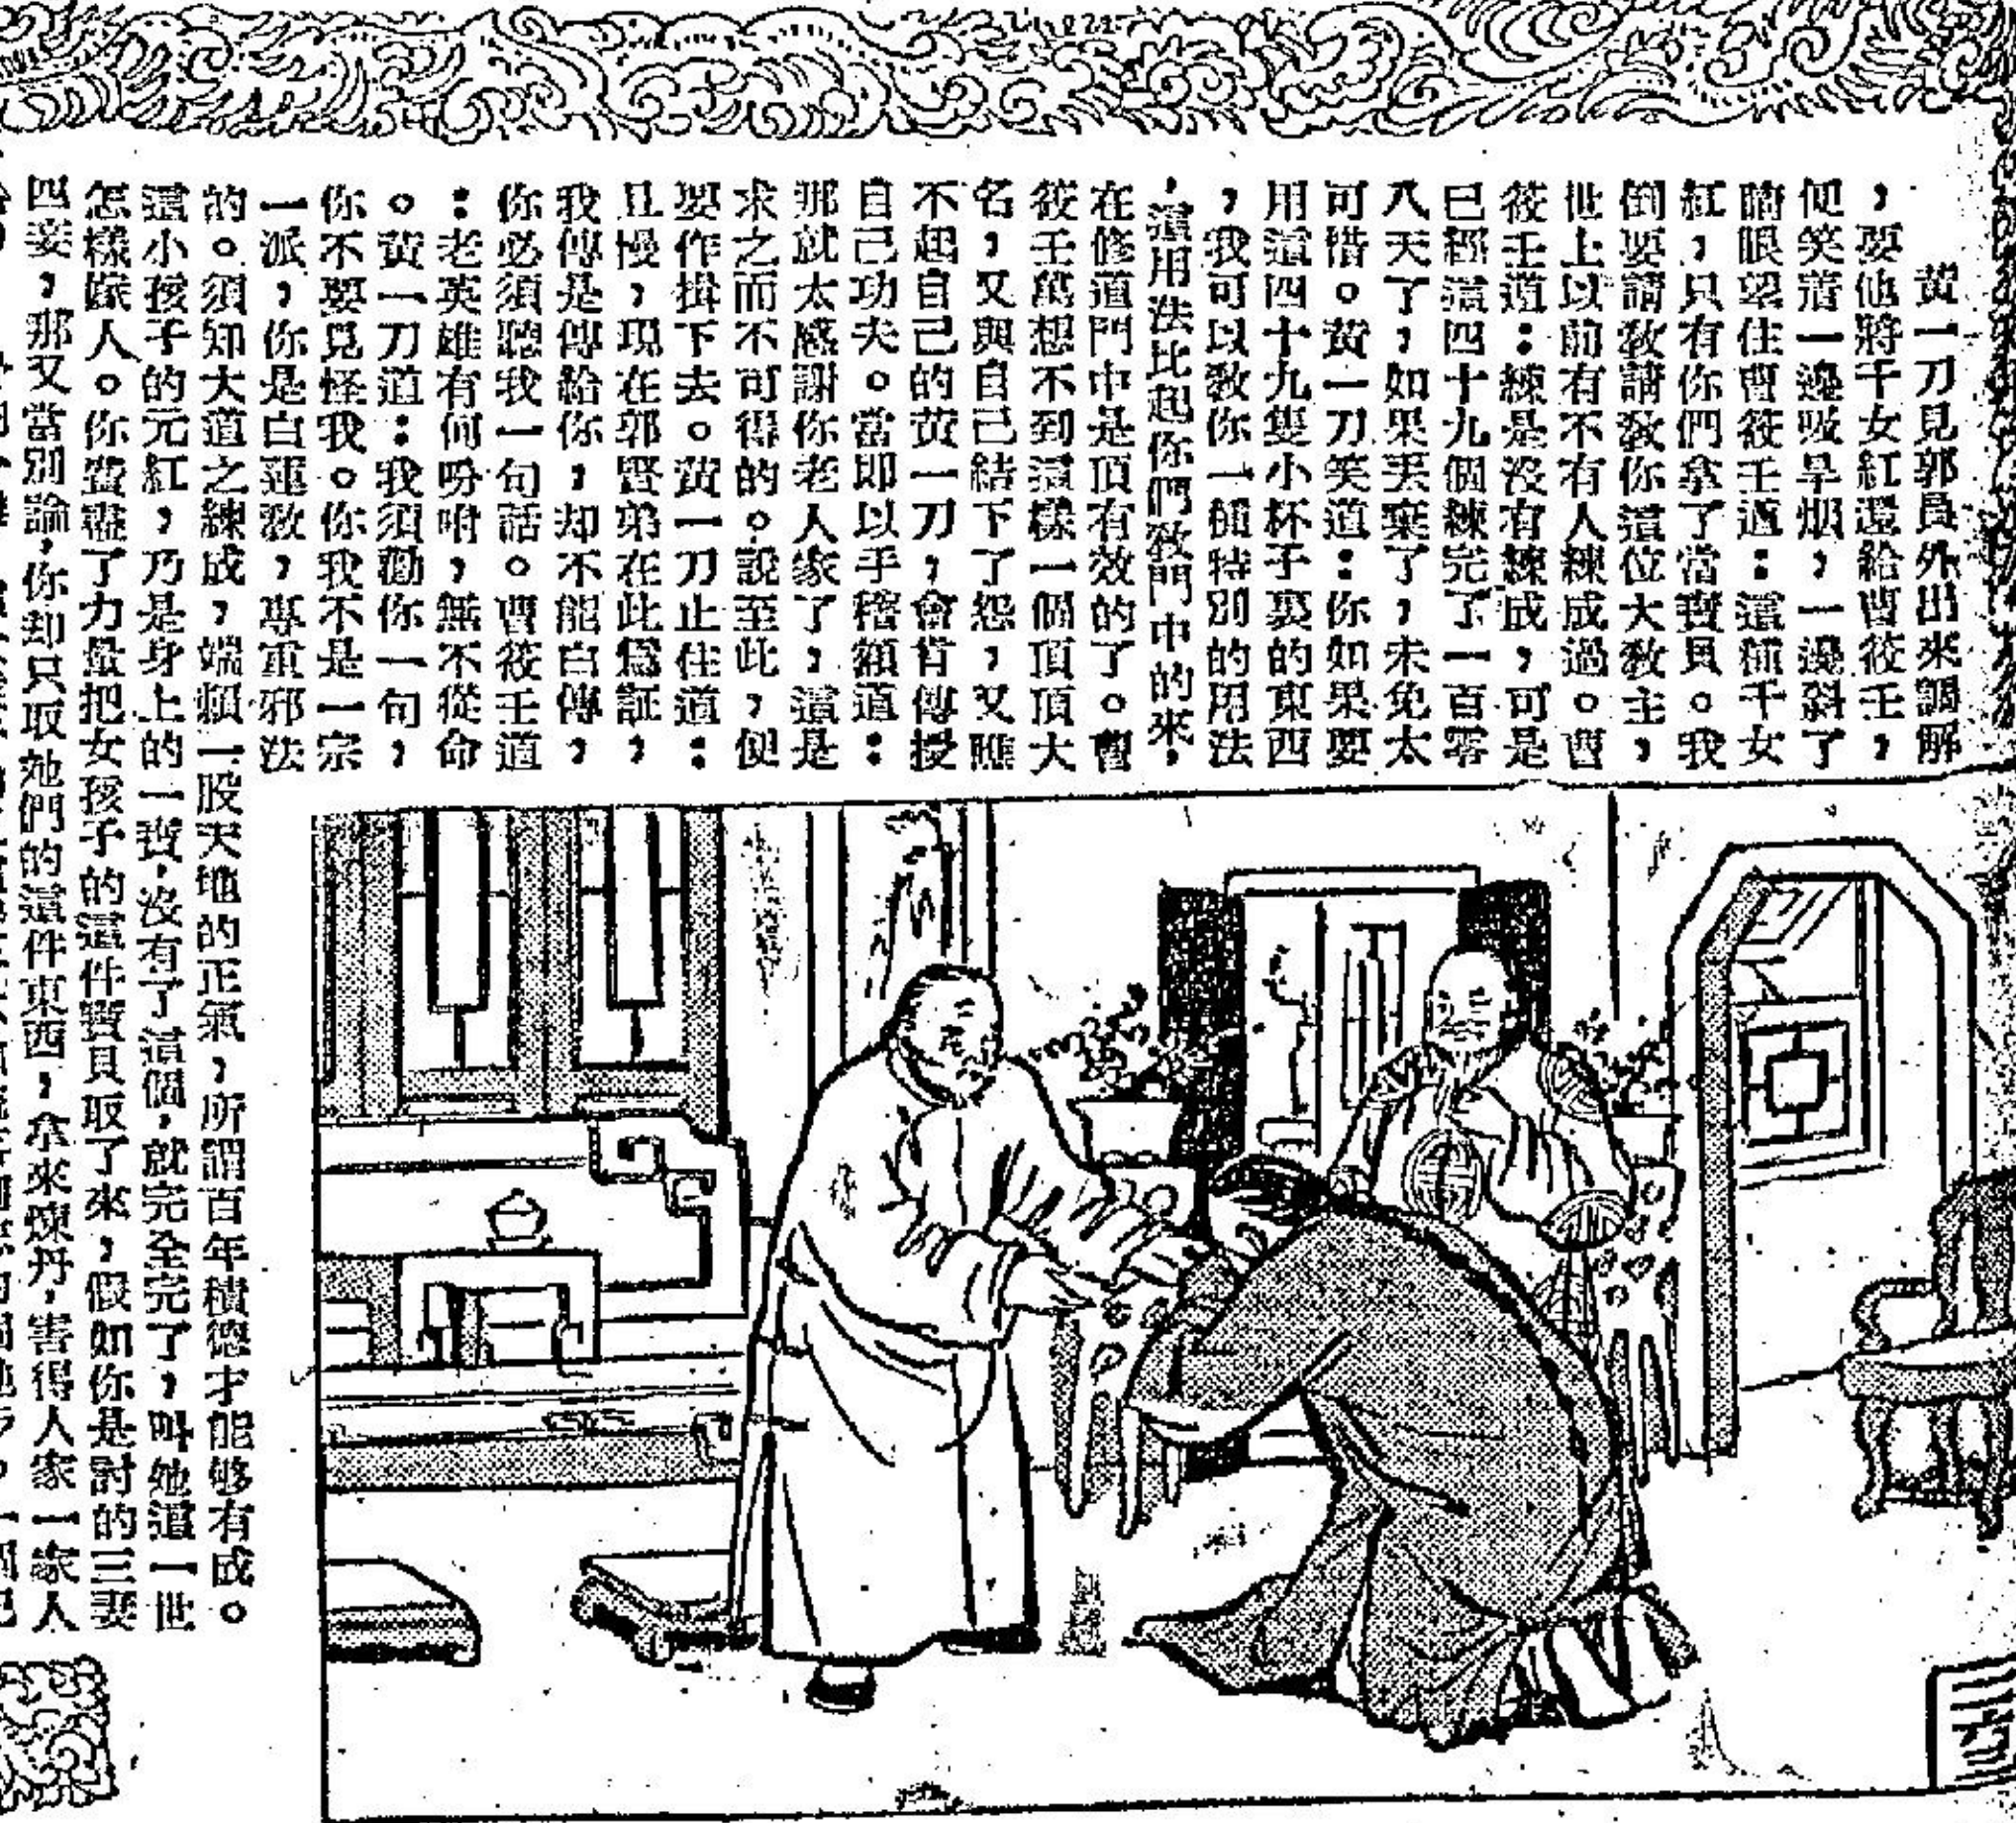 黃一刀見郭員外出來調解
，要他將千女紅還給曹筱壬，
便笑着一邊吸旱烟，一邊斜了
睛眼望住曹筱壬道：這種千女
紅，只有你們拿了當寶貝。我
倒要請敎請敎你這位大敎主，
世上以前有不有人練成過。曹
筱壬道：練是沒有練成，可是
已經這四十九個練完了一百零
八天了，如果丟棄了，未免太
可惜。黃一刀笑道：你如果要
用這四十九隻小杯子裏的東西
，我可以敎你一種特別的用法
，這用法比起你們敎門中的來，
在修道門中是頂有效的了。曹
筱壬萬想不到這樣一個頂頂大
名，又與自己結下了怨，又瞧
不起自己的黃一刀，會肯傳授
自己功夫。當即以手稽額道：
那就太感謝你老人家了，這是
求之而不可得的。說至此，便
要作揖下去。黃一刀止住道：
且慢，現在郭賢弟在此爲証，
我傳是傳給你，却不能白傳，
你必須聽我一句話。曹筱壬道
：老英雄有何吩咐，無不從命
。黃一刀道：我須勸你一句，
你不要見怪我。你我不是一宗
一派，你是白蓮敎，專重邪法
的。須知大道之練成，端賴一股天地的正氣，所謂百年積德才能够有成。
這小孩子的元紅，乃是身上的一寶，沒有了這個，就完全完了，叫她這一世
怎樣嫁人。你費盡了力量把女孩子的這件寶貝取了來，假如你是討的三妻
四妾，那又當別論，你却只取她們的這件東西，拿來煉丹，害得人家一家人